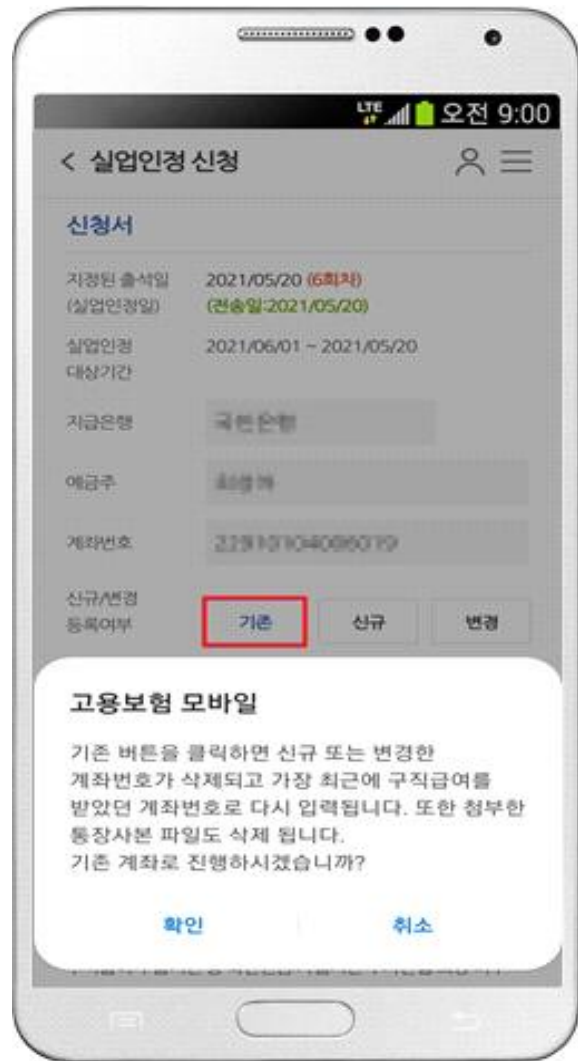 LTE 오전 9:00
< 실업인정 신청
신청서
지정된 출석일 2021/05/20 (6회차)
(실업인정일) (전송일:2021/05/20)
실업인정 2021/06/01 ~ 2021/05/20
대상기간
지급은행
예금주
계좌번호
신규/변경
등록여부 기존 신규 변경
고용보험 모바일
기존 버튼을 클릭하면 신규 또는 변경한
계좌번호가 삭제되고 가장 최근에 구직급여를
받았던 계좌번호로 다시 입력됩니다. 또한 첨부한
통장사본 파일도 삭제 됩니다.
기존 계좌로 진행하시겠습니까?
확인 취소